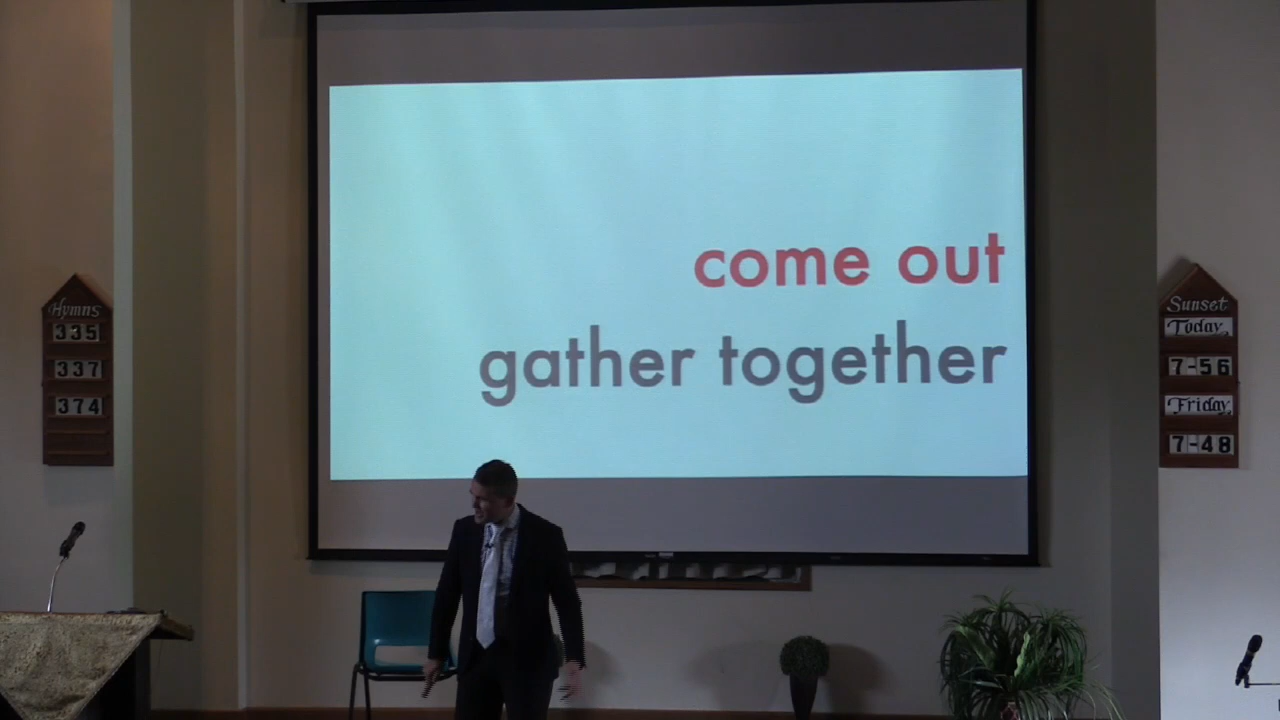 come out
gather together
Hymns
335
337
374
Sunset
Today
7-56
Friday
7-48